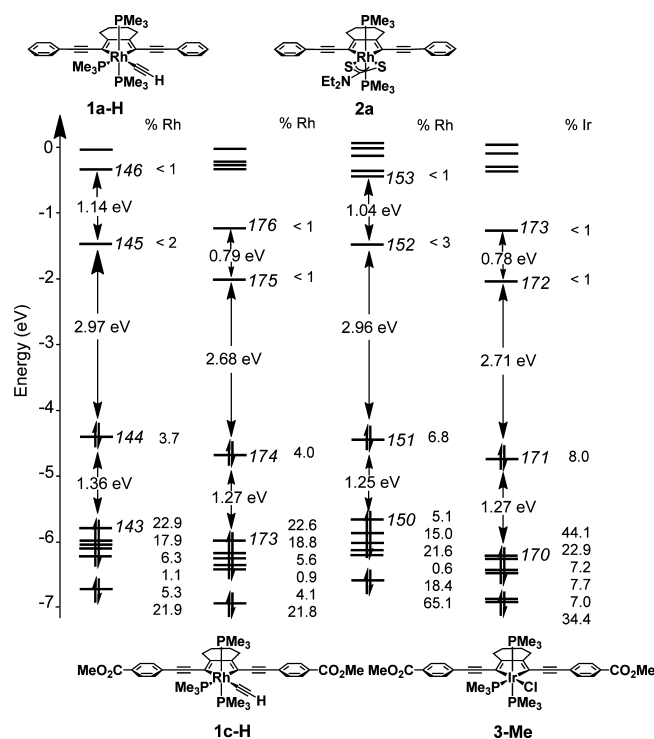 PMe3
PMe3
Rh
Rh
Me3P
S
S
H
PMe3
Et2N
PMe3
1a-H
2a
% Rh
% Rh
% Rh
% Ir
0
146
< 1
153
< 1
1.14 eV
1.04 eV
-1
176
< 1
173
< 1
145
< 2
0.79 eV
152
< 3
0.78 eV
-2
175
< 1
172
< 1
Energy (eV)
2.97 eV
2.96 eV
-3
2.68 eV
2.71 eV
-4
144
3.7
174
4.0
151
6.8
171
8.0
-5
1.36 eV
1.27 eV
1.25 eV
1.27 eV
143
22.9
17.9
6.3
1.1
5.3
21.9
173
22.6
18.8
5.6
0.9
4.1
21.8
150
5.1
15.0
21.6
0.6
18.4
65.1
170
44.1
22.9
7.2
7.7
7.0
34.4
-6
-7
PMe3
PMe3
MeO2C
CO2Me
MeO2C
CO2Me
Rh
Ir
Me3P
H
Me3P
Cl
PMe3
PMe3
1c-H
3-Me